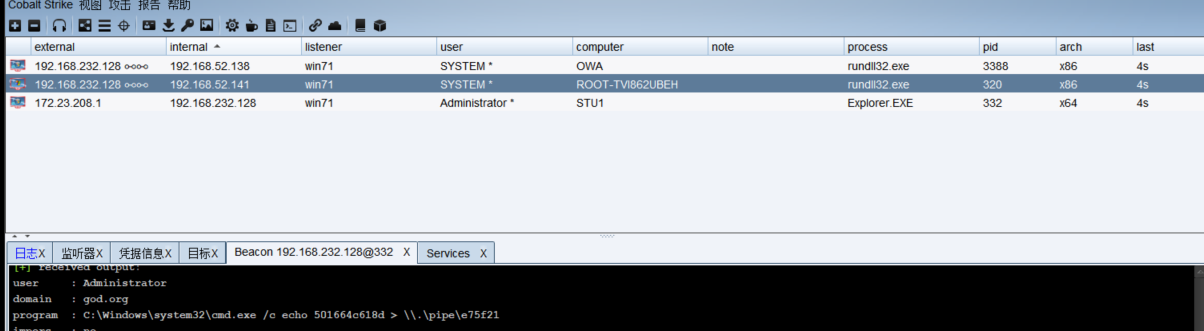 Cobalt Strike 视图 攻击 报告 帮助
external internal listener user computer note process pid arch last
192.168.232.128 192.168.52.138 win71 SYSTEM * OWA rundll32.exe 3388 x86 4s
192.168.232.128 192.168.52.141 win71 SYSTEM * ROOT-TVI862UBEH rundll32.exe 320 x86 4s
172.23.208.1 192.168.232.128 win71 Administrator * STU1 Explorer.EXE 332 x64 4s
日志X 监听器X 凭据信息X 目标X Beacon 192.168.232.128@332 X Services X
[+] received output:
user : Administrator
domain : god.org
program : C:\Windows\system32\cmd.exe /c echo 501664c618d > \\.\pipe\e75f21
impers. : no